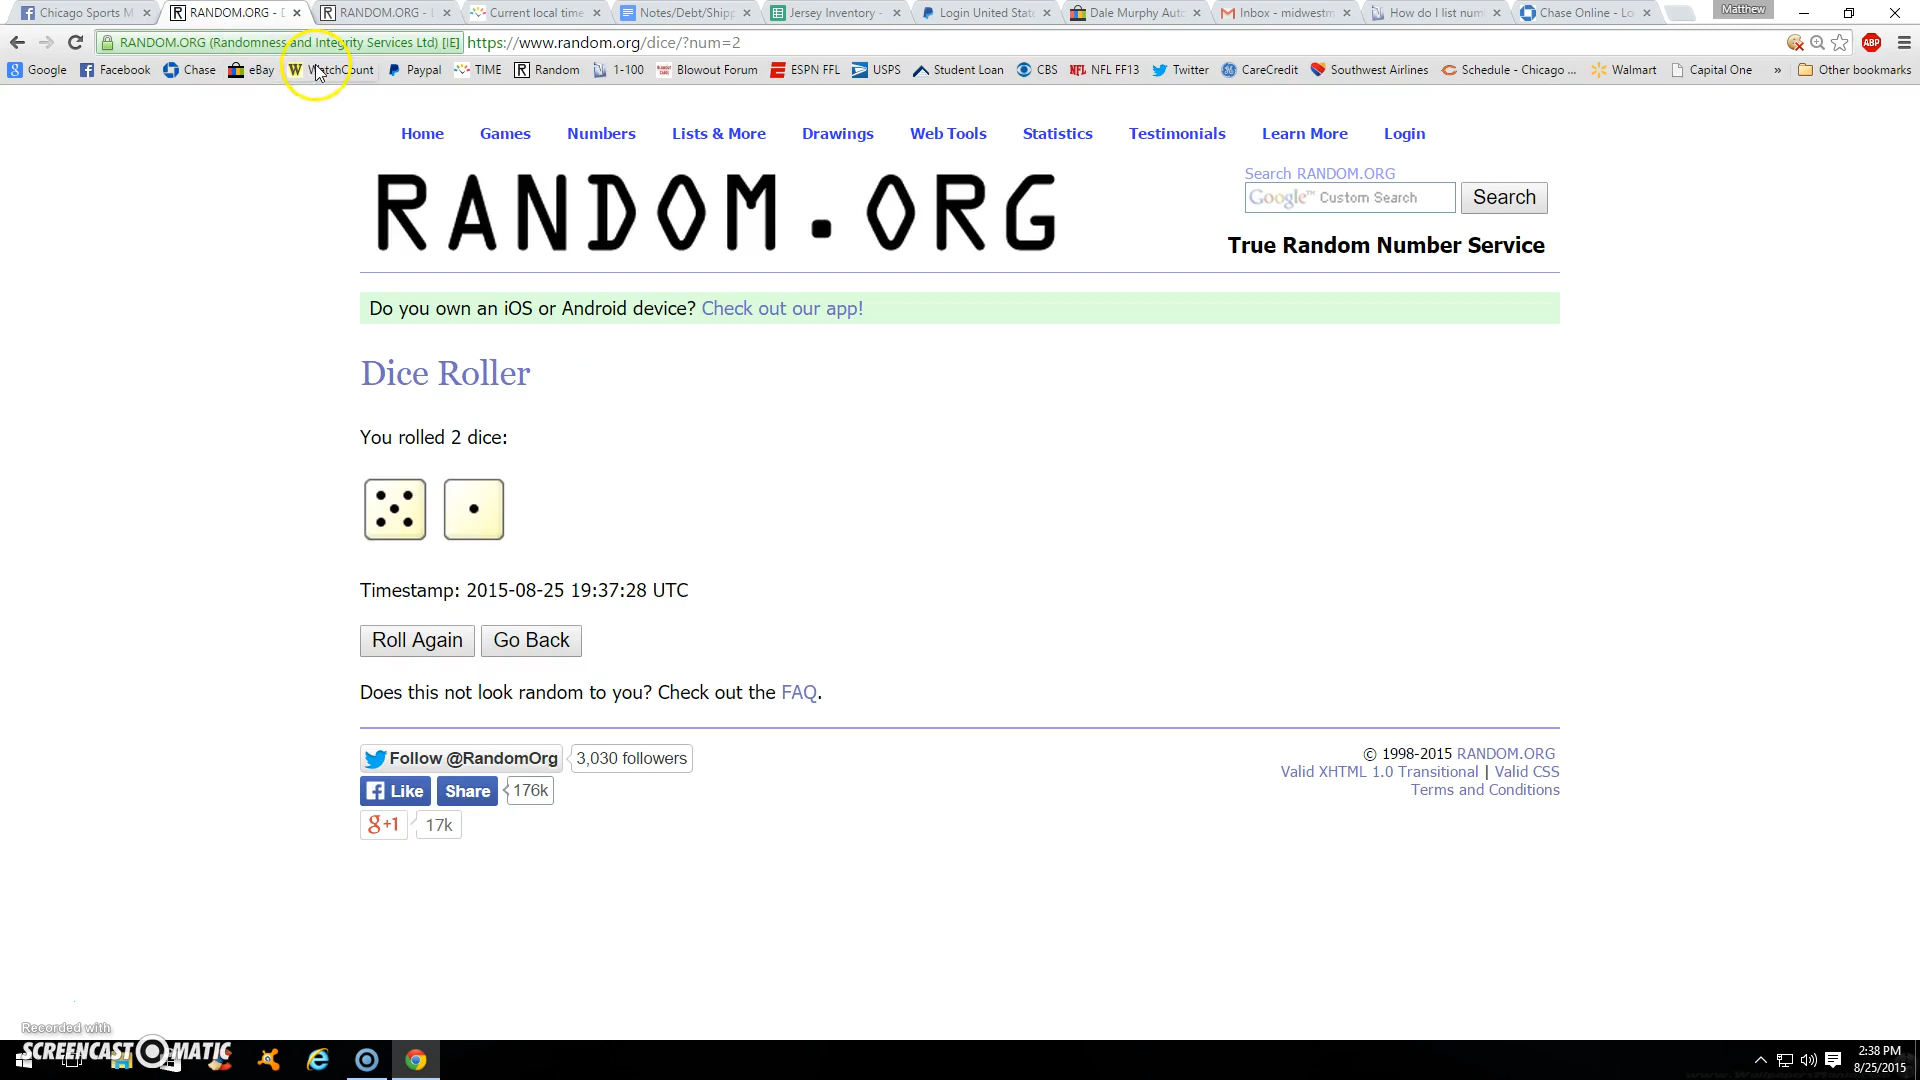 Chicago Sports M
RANDOM.ORG - D
RANDOM.ORG - L
Current local time
Notes/Debt/Shipp
Jersey Inventory -
Login United State
Dale Murphy Auto
Inbox - midwestm
How do I list num
Chase Online - Lo
Matthew
RANDOM.ORG (Randomness and Integrity Services Ltd) [IE]
https://www.random.org/dice/?num=2
ABP
Google
Facebook
Chase
eBay
WatchCount
Paypal
TIME
Random
1-100
Blowout Forum
ESPN FFL
USPS
Student Loan
CBS
NFL FF13
Twitter
CareCredit
Southwest Airlines
Schedule - Chicago ...
Walmart
Capital One
»
Other bookmarks
Home Games Numbers Lists & More Drawings Web Tools Statistics Testimonials Learn More Login
RANDOM.ORG
Search RANDOM.ORG
Google™ Custom Search
Search
True Random Number Service
Do you own an iOS or Android device? Check out our app!
Dice Roller
You rolled 2 dice:
Timestamp: 2015-08-25 19:37:28 UTC
Roll Again
Go Back
Does this not look random to you? Check out the FAQ.
Follow @RandomOrg
3,030 followers
Like
Share
176k
g+1
17k
© 1998-2015 RANDOM.ORG
Valid XHTML 1.0 Transitional | Valid CSS
Terms and Conditions
Recorded with
SCREENCAST-O-MATIC
2:38 PM
8/25/2015